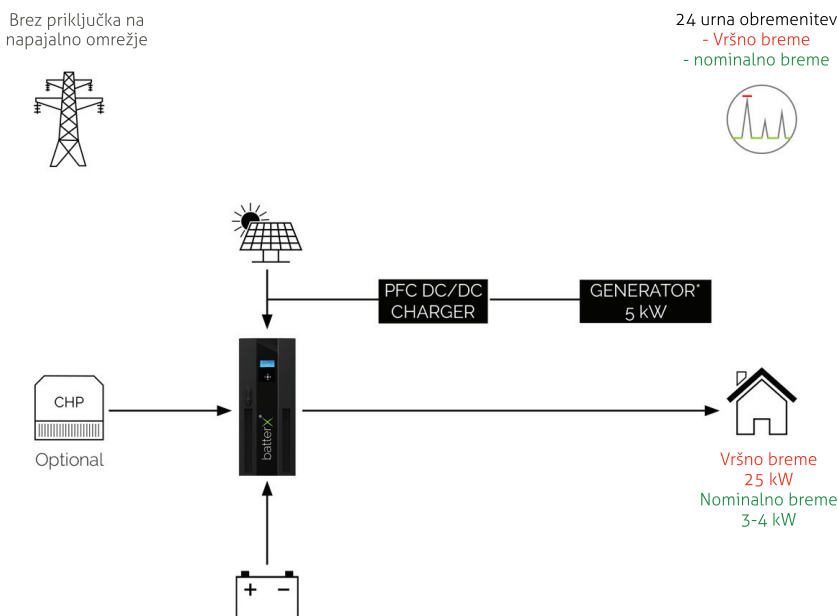 Brez priključka na
napajalno omrežje
24 urna obremenitev
- Vršno breme
- nominalno breme
PFC DC/DC
CHARGER
GENERATOR*
5 kW
CHP
Optional
batterX®
Vršno breme
25 kW
Nominalno breme
3-4 kW
+ −